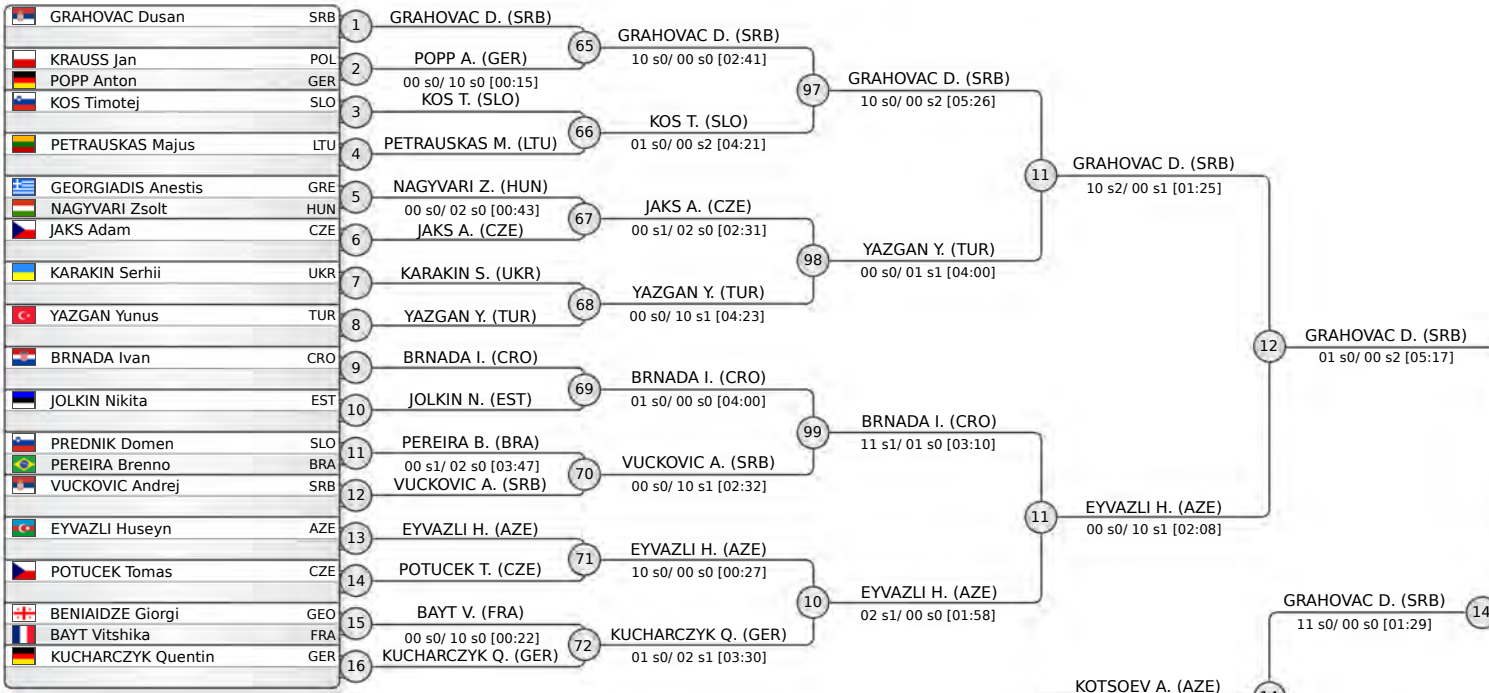 GRAHOVAC Dusan SRB
KRAUSS Jan POL
POPP Anton GER
KOS Timotej SLO
PETRAUSKAS Majus LTU
GEORGIADIS Anestis GRE
NAGYVARI Zsolt HUN
JAKS Adam CZE
KARAKIN Serhii UKR
YAZGAN Yunus TUR
BRNADA Ivan CRO
JOLKIN Nikita EST
PREDNIK Domen SLO
PEREIRA Brenno BRA
VUCKOVIC Andrej SRB
EYVAZLI Huseyn AZE
POTUCEK Tomas CZE
BENIAIDZE Giorgi GEO
BAYT Vitshika FRA
KUCHARCZYK Quentin GER
1
2
3
4
5
6
7
8
9
10
11
12
13
14
15
16
GRAHOVAC D. (SRB)
POPP A. (GER)
00 s0/ 10 s0 [00:15]
KOS T. (SLO)
PETRAUSKAS M. (LTU)
NAGYVARI Z. (HUN)
00 s0/ 02 s0 [00:43]
JAKS A. (CZE)
KARAKIN S. (UKR)
YAZGAN Y. (TUR)
BRNADA I. (CRO)
JOLKIN N. (EST)
PEREIRA B. (BRA)
00 s1/ 02 s0 [03:47]
VUCKOVIC A. (SRB)
EYVAZLI H. (AZE)
POTUCEK T. (CZE)
BAYT V. (FRA)
00 s0/ 10 s0 [00:22]
KUCHARCZYK Q. (GER)
65
66
67
68
69
70
71
72
GRAHOVAC D. (SRB)
10 s0/ 00 s0 [02:41]
KOS T. (SLO)
01 s0/ 00 s2 [04:21]
JAKS A. (CZE)
00 s1/ 02 s0 [02:31]
YAZGAN Y. (TUR)
00 s0/ 10 s1 [04:23]
BRNADA I. (CRO)
01 s0/ 00 s0 [04:00]
VUCKOVIC A. (SRB)
00 s0/ 10 s1 [02:32]
EYVAZLI H. (AZE)
10 s0/ 00 s0 [00:27]
KUCHARCZYK Q. (GER)
01 s0/ 02 s1 [03:30]
97
98
99
10
GRAHOVAC D. (SRB)
10 s0/ 00 s2 [05:26]
YAZGAN Y. (TUR)
00 s0/ 01 s1 [04:00]
BRNADA I. (CRO)
11 s1/ 01 s0 [03:10]
EYVAZLI H. (AZE)
02 s1/ 00 s0 [01:58]
11
11
GRAHOVAC D. (SRB)
10 s2/ 00 s1 [01:25]
EYVAZLI H. (AZE)
00 s0/ 10 s1 [02:08]
12
GRAHOVAC D. (SRB)
01 s0/ 00 s2 [05:17]
GRAHOVAC D. (SRB)
11 s0/ 00 s0 [01:29]
14
KOTSOEV A. (AZE)